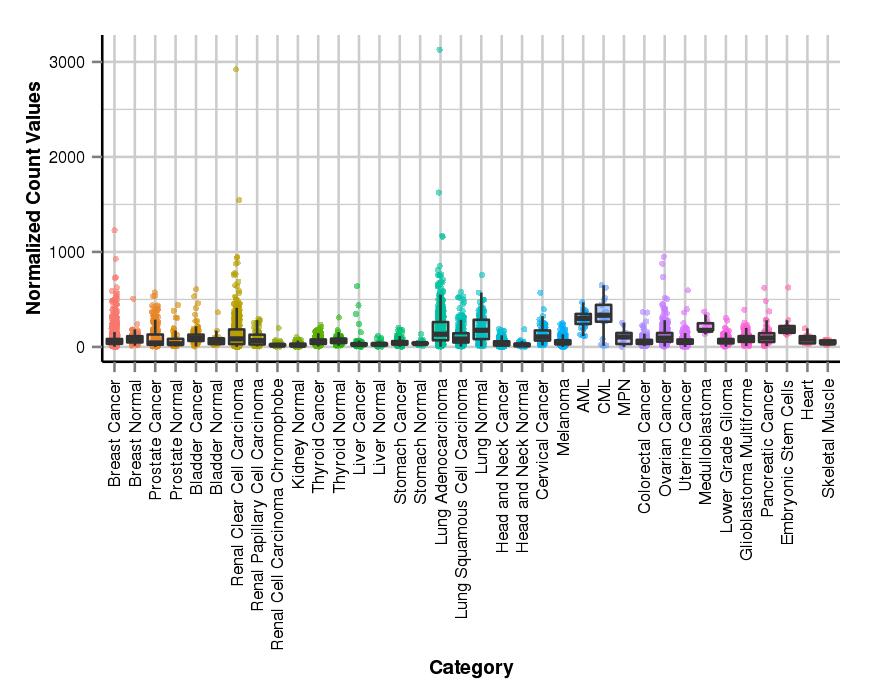 Normalized Count Values
3000
2000
1000
0
Breast Cancer
Breast Normal
Prostate Cancer
Prostate Normal
Bladder Cancer
Bladder Normal
Renal Clear Cell Carcinoma
Renal Papillary Cell Carcinoma
Renal Cell Carcinoma Chromophobe
Kidney Normal
Thyroid Cancer
Thyroid Normal
Liver Cancer
Liver Normal
Stomach Cancer
Stomach Normal
Lung Adenocarcinoma
Lung Squamous Cell Carcinoma
Lung Normal
Head and Neck Cancer
Head and Neck Normal
Cervical Cancer
Melanoma
AML
CML
MPN
Colorectal Cancer
Ovarian Cancer
Uterine Cancer
Medulloblastoma
Lower Grade Glioma
Glioblastoma Multiforme
Pancreatic Cancer
Embryonic Stem Cells
Heart
Skeletal Muscle
Category